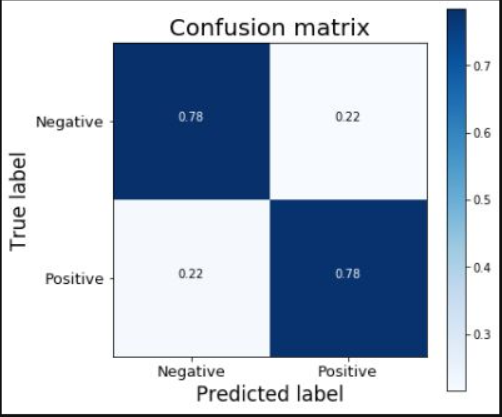 Confusion matrix
True label
Negative
0.78
0.22
Positive
0.22
0.78
Negative
Positive
Predicted label
0.7
0.6
0.5
0.4
0.3